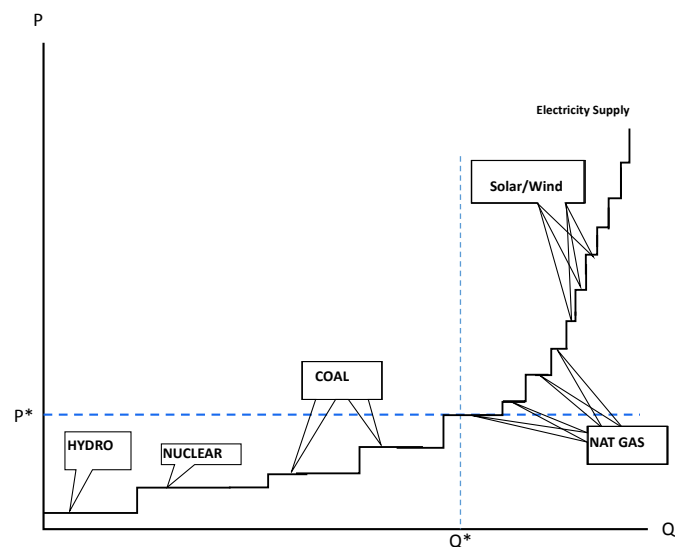 P
Electricity Supply
Solar/Wind
COAL
P*
HYDRO
NUCLEAR
NAT GAS
Q
Q*